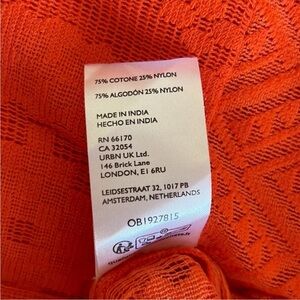 75% COTONE 25% NYLON
75% ALGODÓN 25% NYLON
MADE IN INDIA
HECHO EN INDIA
RN 66170
CA 32054
URBN UK Ltd.
146 Brick Lane
LONDON, E1 6RU
LEIDSESTRAAT 32, 1017 PB
AMSTERDAM, NETHERLANDS
OB1927815